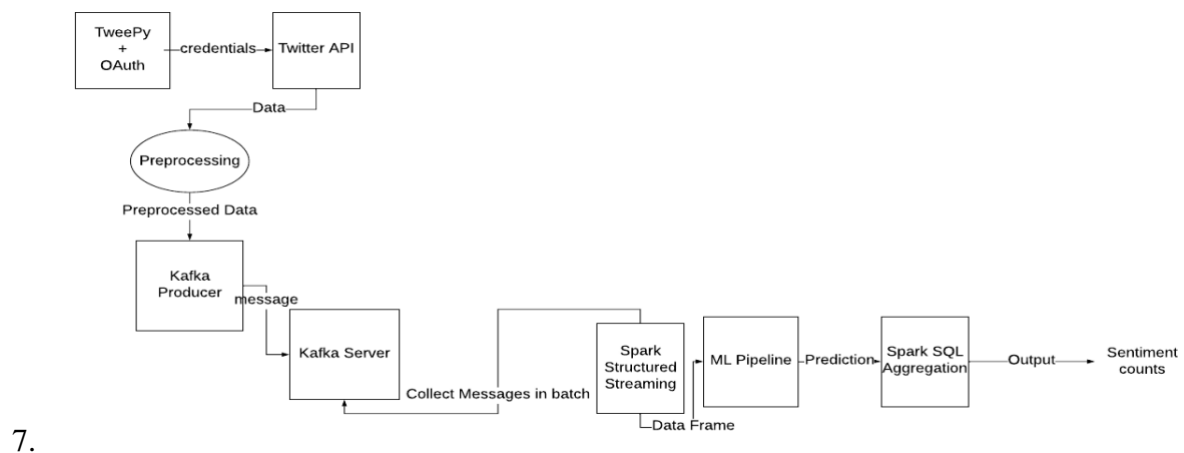 TweePy
+
OAuth
credentials
Twitter API
Data
Preprocessing
Preprocessed Data
Kafka
Producer
message
Kafka Server
Collect Messages in batch
Spark
Structured
Streaming
Data Frame
ML Pipeline
Prediction
Spark SQL
Aggregation
Output
Sentiment
counts
7.